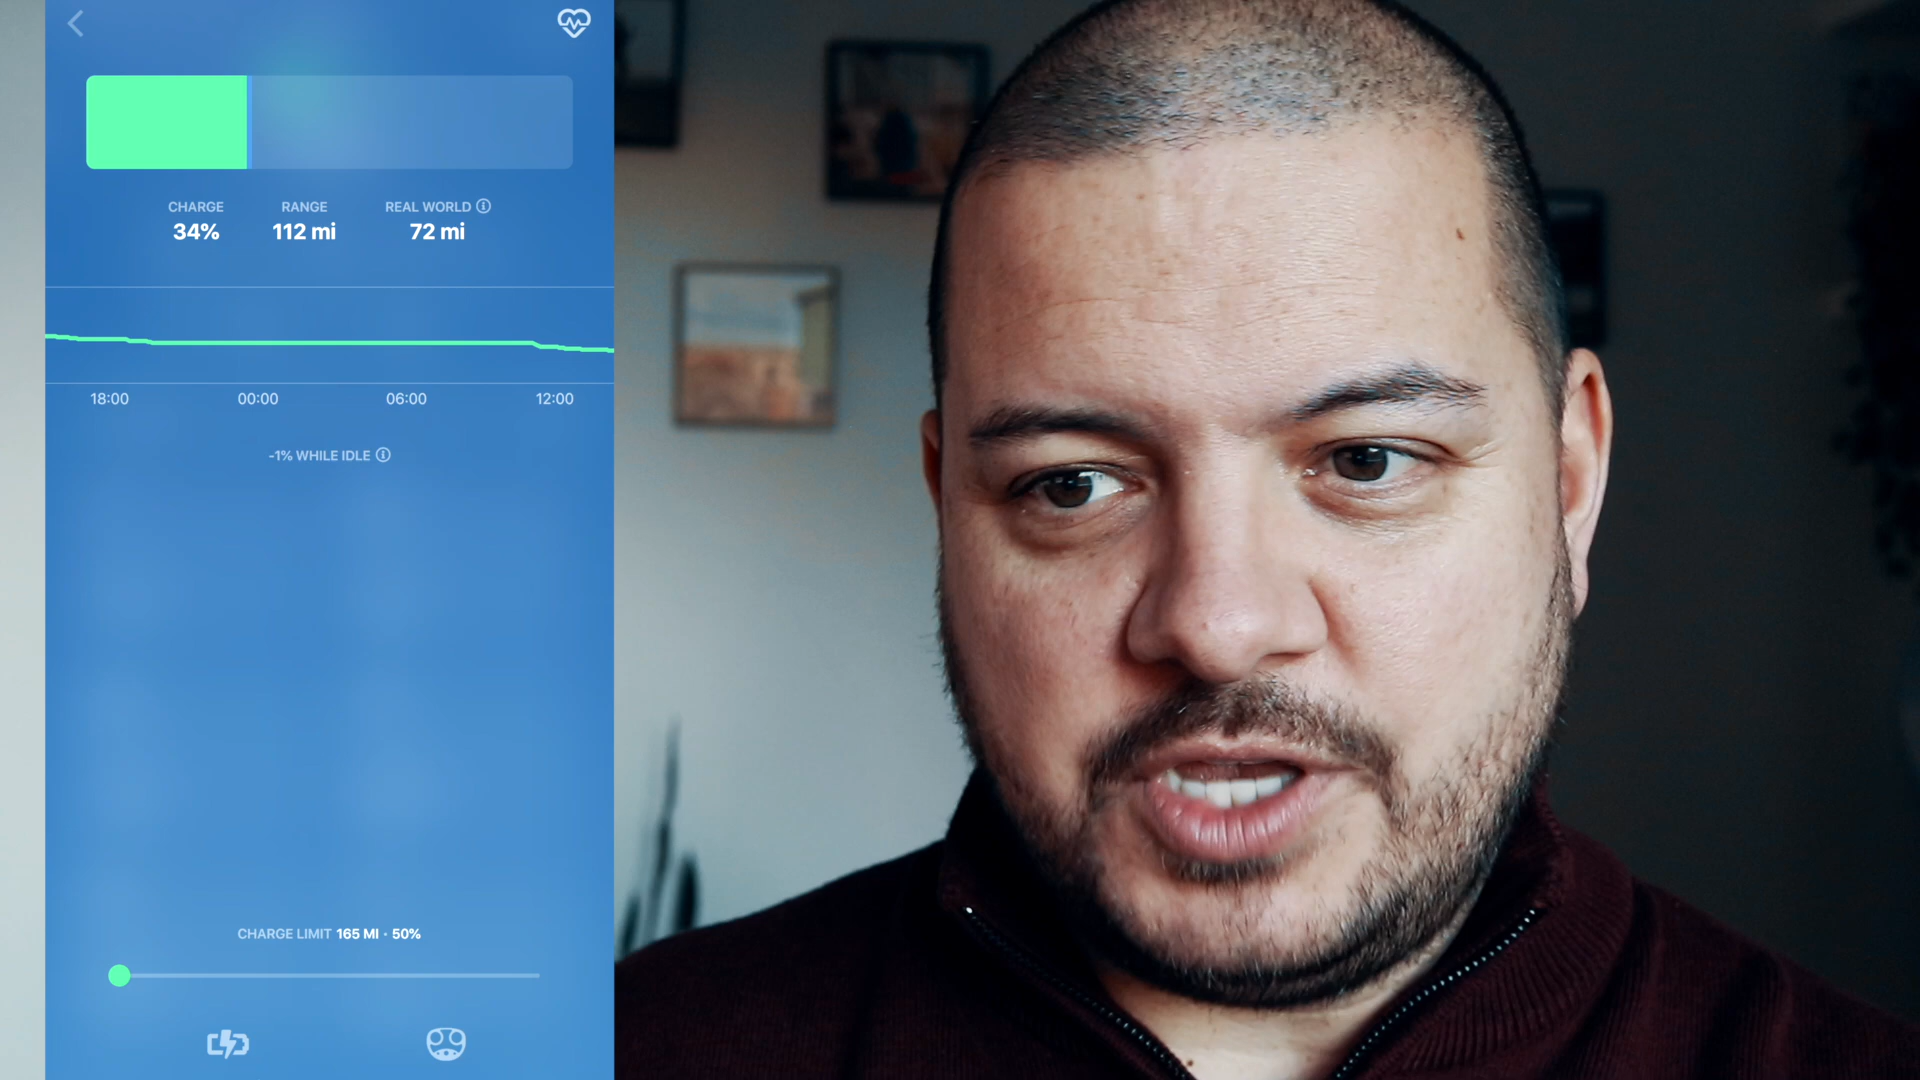 CHARGE RANGE REAL WORLD
34% 112 mi 72 mi
18:00 00:00 06:00 12:00
-1% WHILE IDLE
CHARGE LIMIT 165 MI · 50%